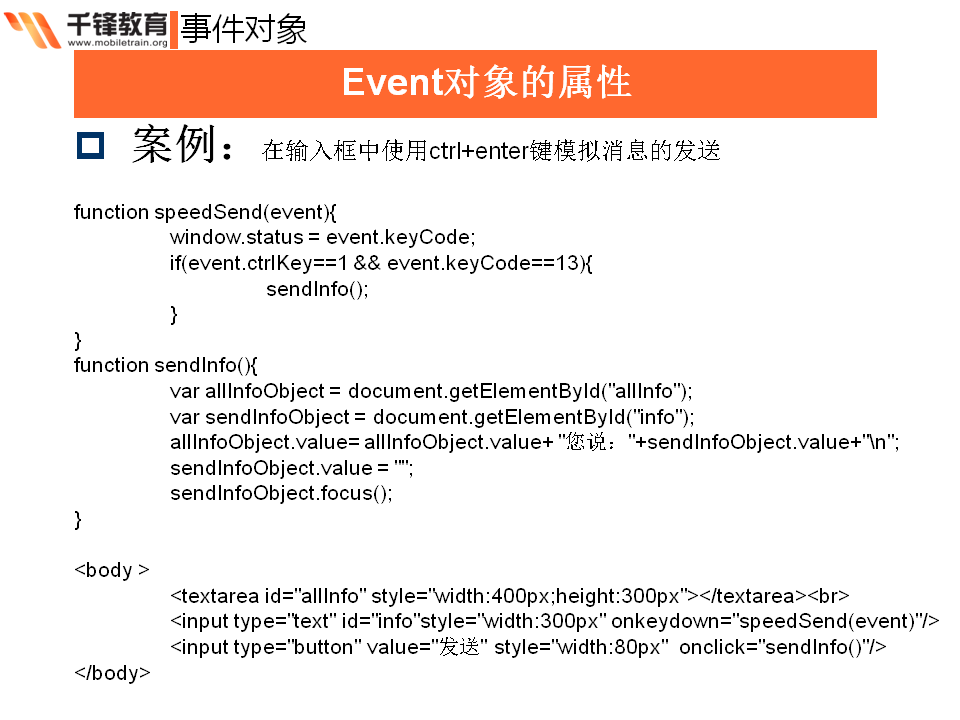 千锋教育
www.mobiletrain.org
事件对象
Event对象的属性
案例：在输入框中使用ctrl+enter键模拟消息的发送
function speedSend(event){
window.status = event.keyCode;
if(event.ctrlKey==1 && event.keyCode==13){
sendInfo();
}
}
function sendInfo(){
var allInfoObject = document.getElementById("allInfo");
var sendInfoObject = document.getElementById("info");
allInfoObject.value= allInfoObject.value+ "您说："+sendInfoObject.value+"\n";
sendInfoObject.value = "";
sendInfoObject.focus();
}
<body >
<textarea id="allInfo" style="width:400px;height:300px"></textarea><br>
<input type="text" id="info"style="width:300px" onkeydown="speedSend(event)"/>
<input type="button" value="发送" style="width:80px"  onclick="sendInfo()"/>
</body>